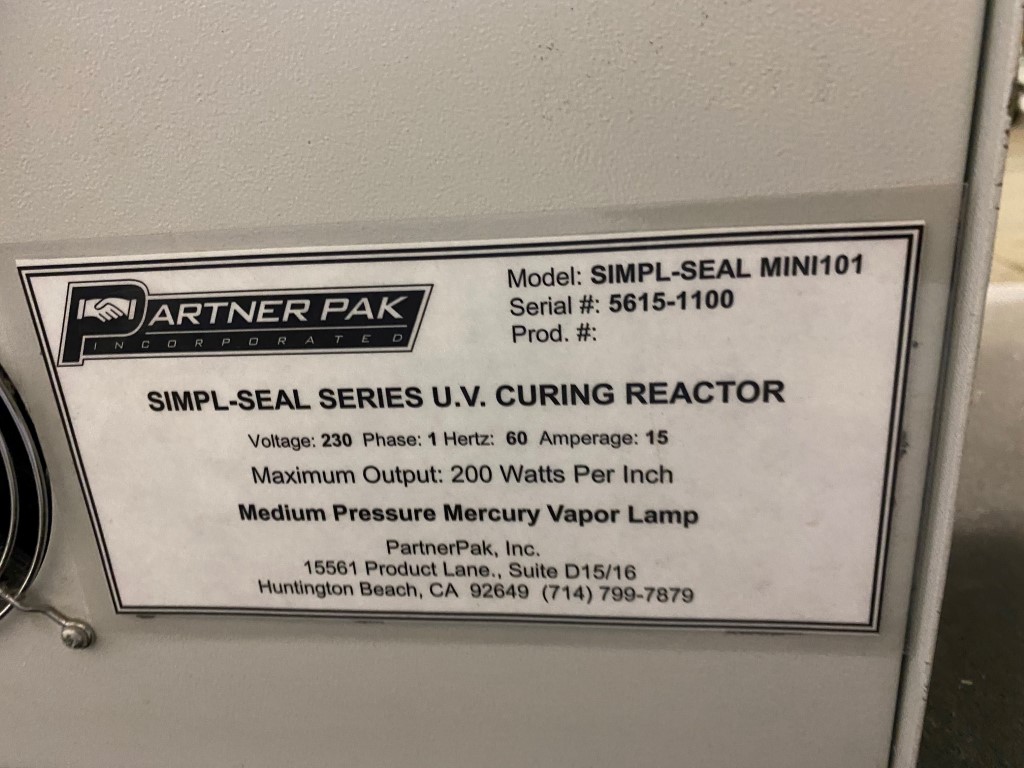 PARTNER PAK
INCORPORATED
Model: SIMPL-SEAL MINI101
Serial #: 5615-1100
Prod. #:
SIMPL-SEAL SERIES U.V. CURING REACTOR
Voltage: 230 Phase: 1 Hertz: 60 Amperage: 15
Maximum Output: 200 Watts Per Inch
Medium Pressure Mercury Vapor Lamp
PartnerPak, Inc.
15561 Product Lane., Suite D15/16
Huntington Beach, CA 92649 (714) 799-7879